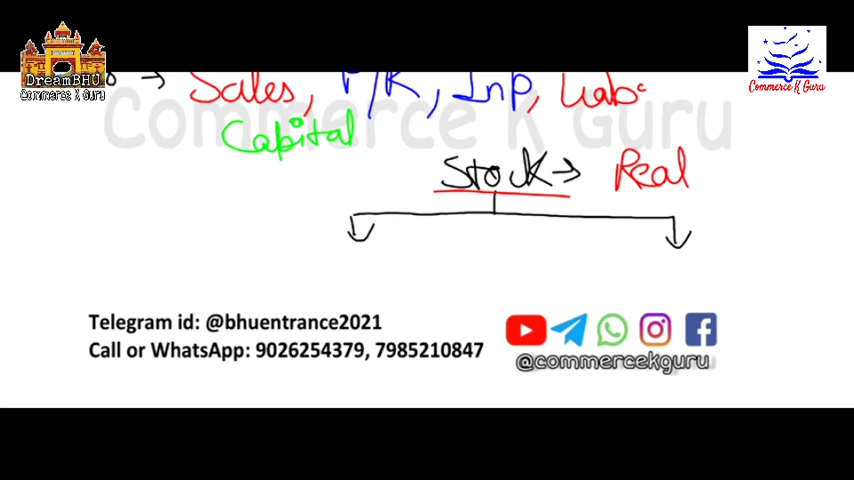 DreamBHU
Commerce K Guru
Commerce K Guru
→ Sales, P/R, Inp, Liab
Capital
Commerce K Guru
Stock → Real
Telegram id: @bhuentrance2021
Call or WhatsApp: 9026254379, 7985210847
@commercekguru